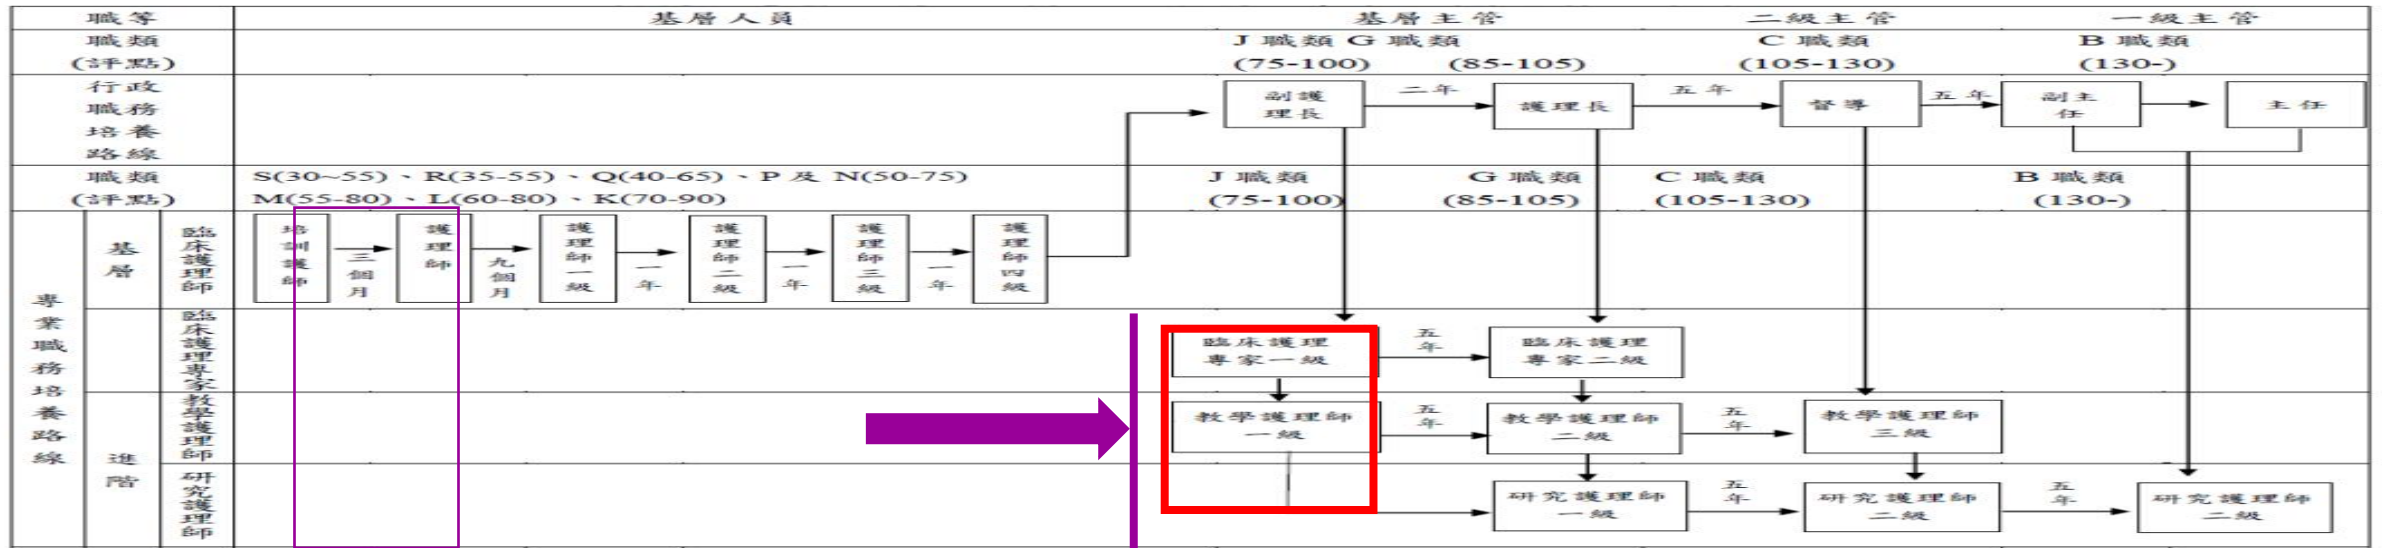 職等 基層人員 基層主管 二級主管 一級主管
職類 J 職類 G 職類 C 職類 B 職類
(評點) (75-100) (85-105) (105-130) (130-)
行政
職務
培養
路線
副護
理長
二年
護理長
五年
督導
五年
副主
任
主任
職類 S(30~55)、R(35-55)、Q(40-65)、P 及 N(50-75) J 職類 G 職類 C 職類 B 職類
(評點) M(55-80)、L(60-80)、K(70-90) (75-100) (85-105) (105-130) (130-)
專業職務培養路線
基層
臨床護理師
培訓護師
三個月
護理師
九個月
護理師一級
一年
護理師二級
一年
護理師三級
一年
護理師四級
進階
臨床護理專家
臨床護理
專家一級
五年
臨床護理
專家二級
教學護理師
教學護理師
一級
五年
教學護理師
二級
五年
教學護理師
三級
研究護理師
研究護理師
一級
五年
研究護理師
二級
五年
研究護理師
二級